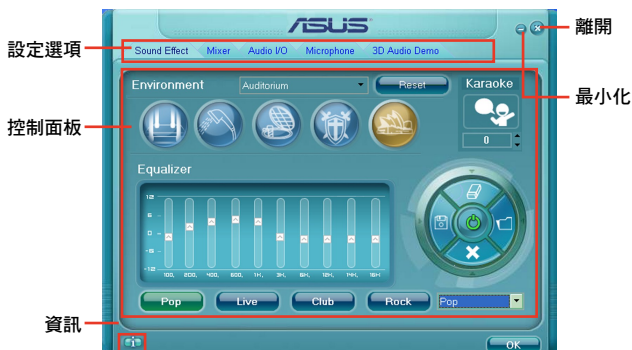 ASUS
離開
設定選項
Sound Effect Mixer Audio I/O Microphone 3D Audio Demo
最小化
Environment Auditorium Reset Karaoke
控制面板
0
Equalizer
12
6
0
-6
-12
100, 200, 400, 600, 1K, 3K, 6K, 12K, 14K, 16K
Pop Live Club Rock Pop
資訊
i
OK